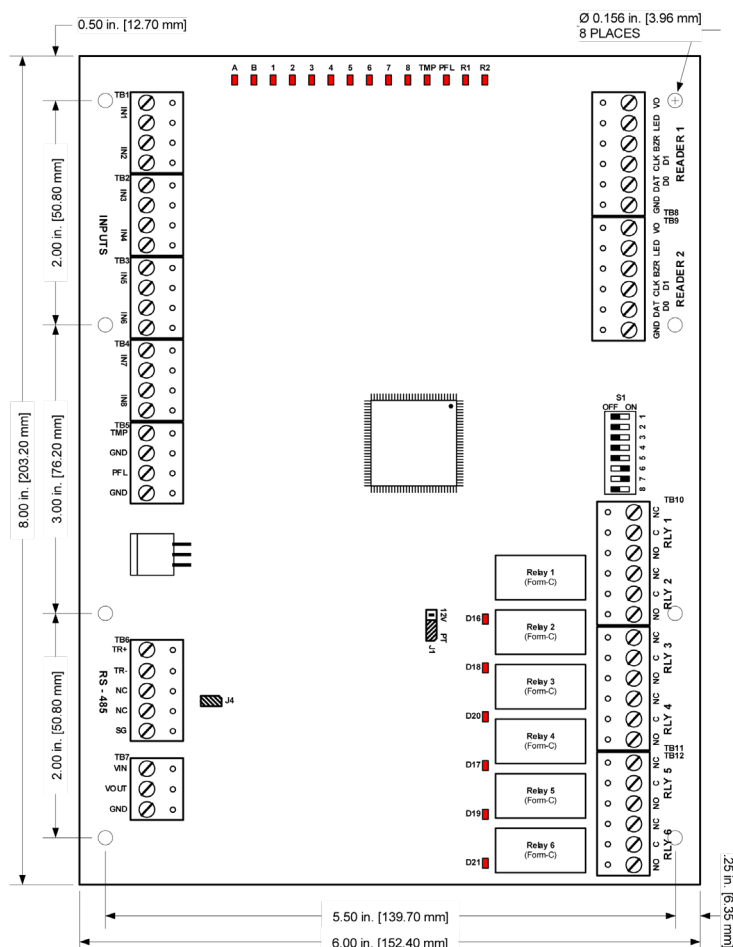 0.50 in. [12.70 mm]
Ø 0.156 in. [3.96 mm]
8 PLACES
A B 1 2 3 4 5 6 7 8 TMP PFL R1 R2
TB1
IN1
IN2
TB2
IN3
IN4
TB3
IN5
IN6
TB4
IN7
IN8
INPUTS
TB5
TMP
GND
PFL
GND
TB6
TR+
TR-
NC
NC
SG
RS - 485
J4
TB7
VIN
VOUT
GND
VO
LED
BZR
CLK D1
DAT D0
GND
READER 1
TB8
TB9
VO
LED
BZR
CLK D1
DAT D0
GND
READER 2
S1
OFF ON
1
2
3
4
5
6
7
8
TB10
NC
C
NO
RLY 1
NC
C
NO
RLY 2
NC
C
NO
RLY 3
NC
C
NO
RLY 4
TB11
TB12
NC
C
NO
RLY 5
NC
C
NO
RLY 6
Relay 1
(Form-C)
Relay 2
(Form-C)
Relay 3
(Form-C)
Relay 4
(Form-C)
Relay 5
(Form-C)
Relay 6
(Form-C)
D16
D18
D20
D17
D19
D21
12V
PT
J1
2.00 in. [50.80 mm]
3.00 in. [76.20 mm]
8.00 in. [203.20 mm]
2.00 in. [50.80 mm]
.25 in. [6.35 mm]
5.50 in. [139.70 mm]
6.00 in. [152.40 mm]